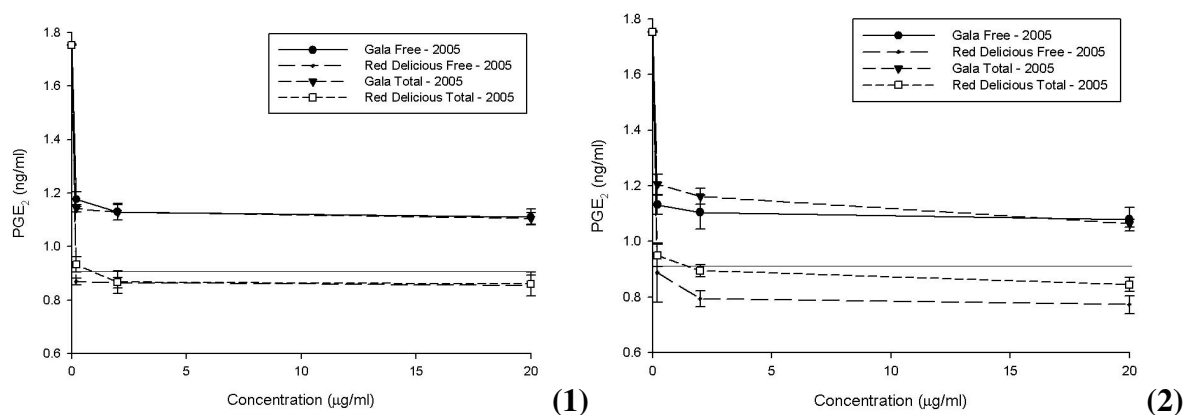 1.8
1.6
1.4
1.2
1.0
0.8
0.6
PGE2 (ng/ml)
Gala Free - 2005
Red Delicious Free - 2005
Gala Total - 2005
Red Delicious Total - 2005
0 5 10 15 20
Concentration (μg/ml)
(1)
1.8
1.6
1.4
1.2
1.0
0.8
0.6
PGE2 (ng/ml)
Gala Free - 2005
Red Delicious Free - 2005
Gala Total - 2005
Red Delicious Total - 2005
0 5 10 15 20
Concentration (μg/ml)
(2)